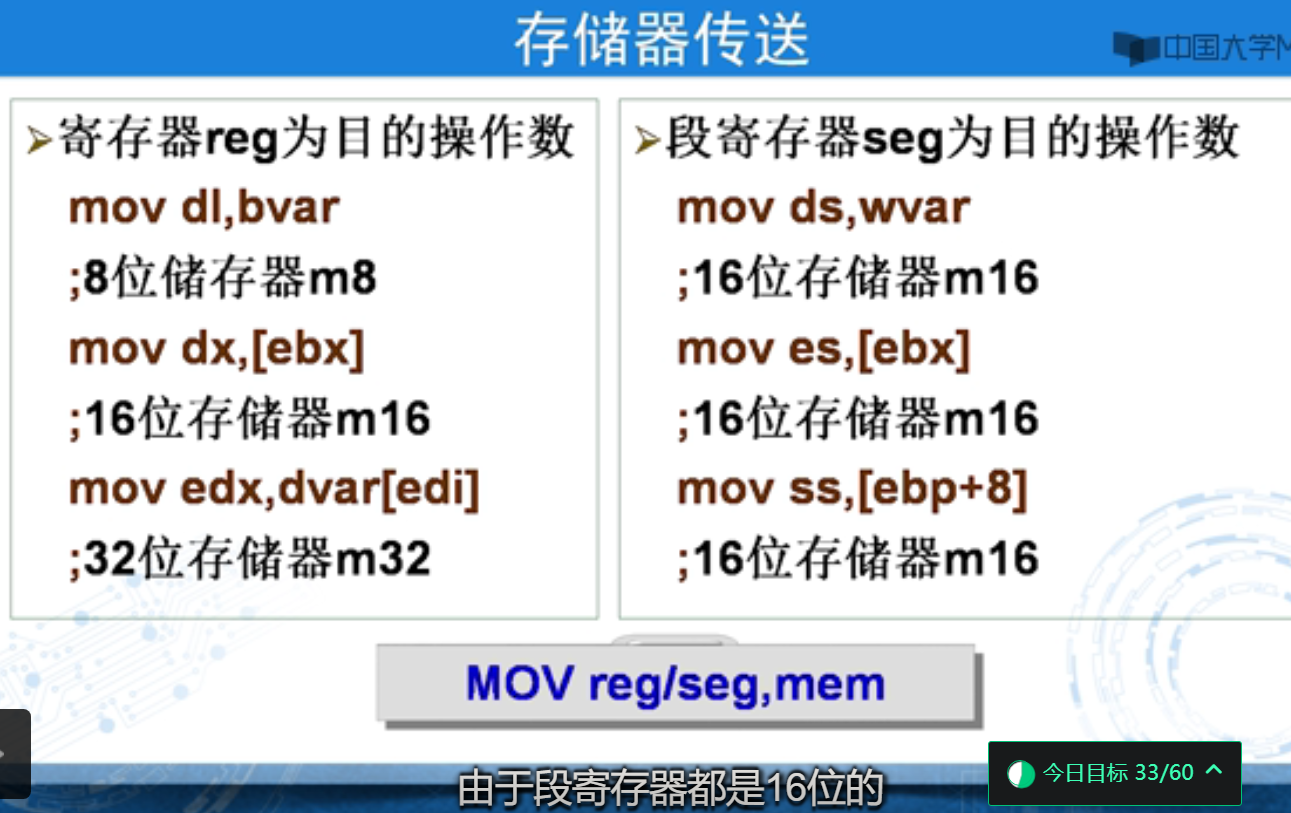 存储器传送
中国大学M
寄存器reg为目的操作数
mov dl,bvar
;8位储存器m8
mov dx,[ebx]
;16位存储器m16
mov edx,dvar[edi]
;32位存储器m32
段寄存器seg为目的操作数
mov ds,wvar
;16位存储器m16
mov es,[ebx]
;16位存储器m16
mov ss,[ebp+8]
;16位存储器m16
MOV reg/seg,mem
由于段寄存器都是16位的
今日目标 33/60